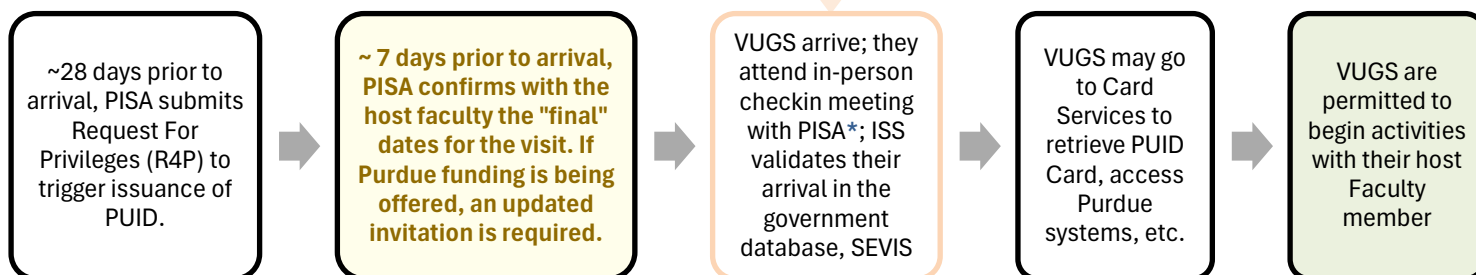 ~28 days prior to
arrival, PISA submits
Request For
Privileges (R4P) to
trigger issuance of
PUID.
~ 7 days prior to arrival,
PISA confirms with the
host faculty the "final"
dates for the visit. If
Purdue funding is being
offered, an updated
invitation is required.
VUGS arrive; they
attend in-person
checkin meeting
with PISA*; ISS
validates their
arrival in the
government
database, SEVIS
VUGS may go
to Card
Services to
retrieve PUID
Card, access
Purdue
systems, etc.
VUGS are
permitted to
begin activities
with their host
Faculty
member